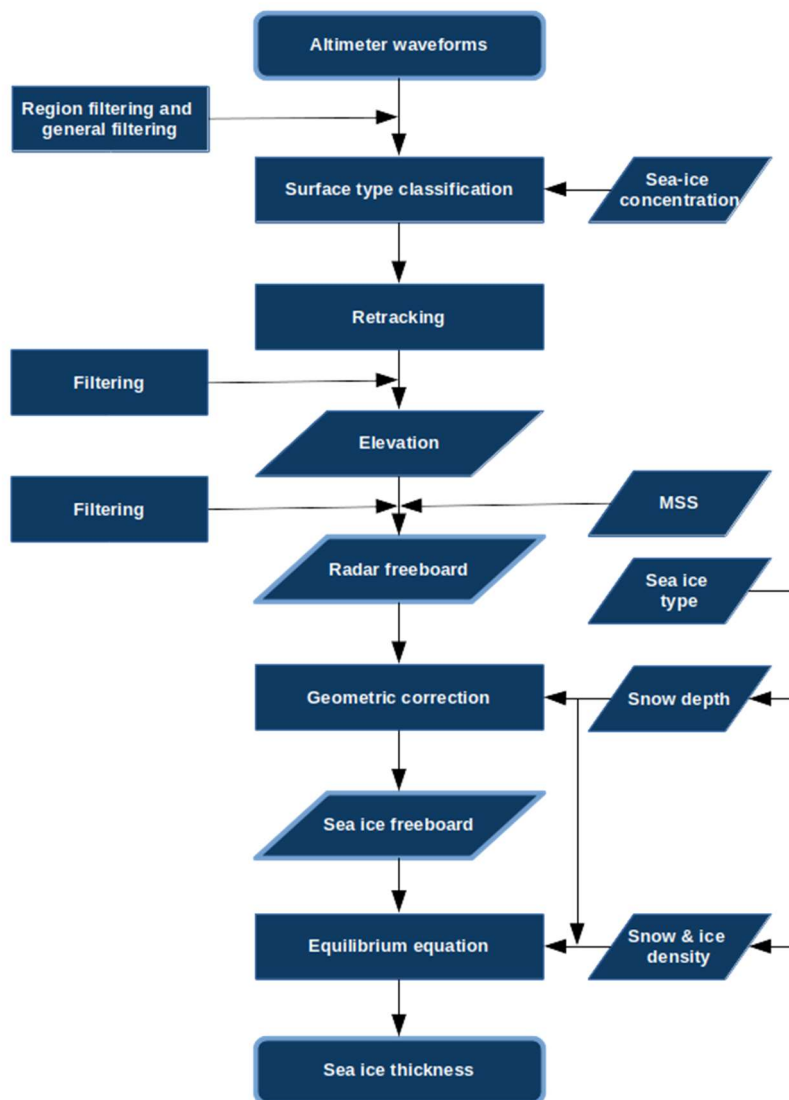 Altimeter waveforms
Region filtering and
general filtering
Surface type classification
Sea-ice
concentration
Retracking
Filtering
Elevation
Filtering
MSS
Radar freeboard
Sea ice
type
Geometric correction
Snow depth
Sea ice freeboard
Equilibrium equation
Snow & ice
density
Sea ice thickness